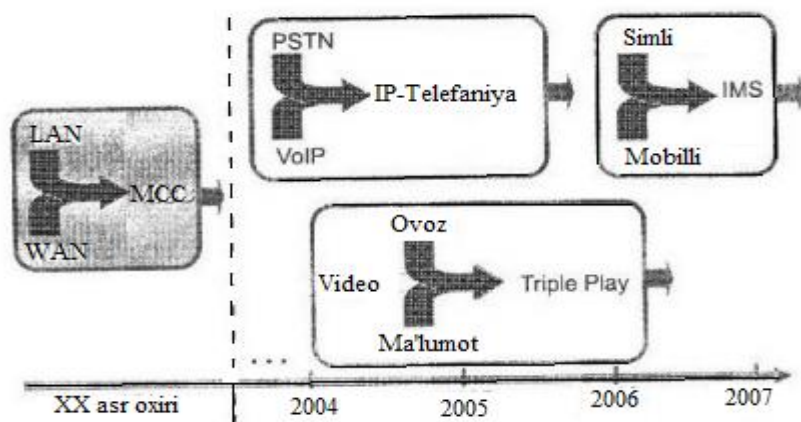 PSTN
IP-Telefaniya
VoIP
Simli
IMS
Mobilli
LAN
MCC
WAN
Ovoz
Video
Triple Play
Ma'lumot
...
XX asr oxiri
2004
2005
2006
2007